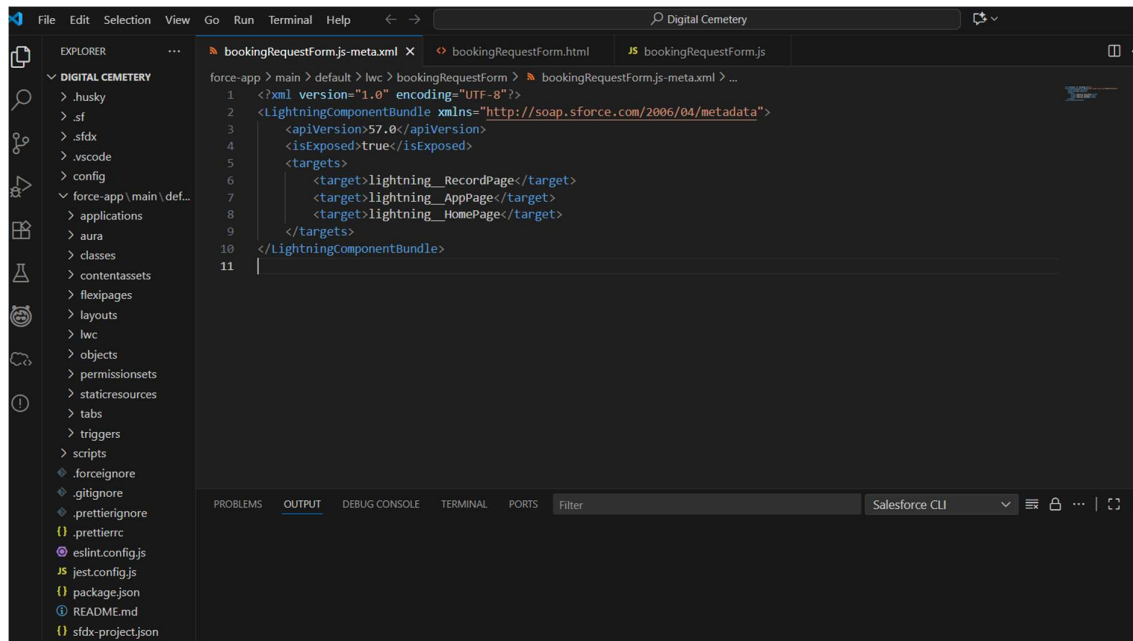 File Edit Selection View Go Run Terminal Help
Digital Cemetery
EXPLORER
DIGITAL CEMETERY
.husky
.sf
.sfdx
.vscode
config
force-app\main\def...
applications
aura
classes
contentassets
flexipages
layouts
lwc
objects
permissionsets
staticresources
tabs
triggers
scripts
.forceignore
.gitignore
.prettierignore
{} .prettierrc
eslint.config.js
JS jest.config.js
{} package.json
README.md
{} sfdx-project.json
bookingRequestForm.js-meta.xml
<> bookingRequestForm.html
JS bookingRequestForm.js
force-app > main > default > lwc > bookingRequestForm > bookingRequestForm.js-meta.xml > ...
1 <?xml version="1.0" encoding="UTF-8"?>
2 <LightningComponentBundle xmlns="http://soap.sforce.com/2006/04/metadata">
3 <apiVersion>57.0</apiVersion>
4 <isExposed>true</isExposed>
5 <targets>
6 <target>lightning__RecordPage</target>
7 <target>lightning__AppPage</target>
8 <target>lightning__HomePage</target>
9 </targets>
10 </LightningComponentBundle>
11
PROBLEMS OUTPUT DEBUG CONSOLE TERMINAL PORTS Filter Salesforce CLI